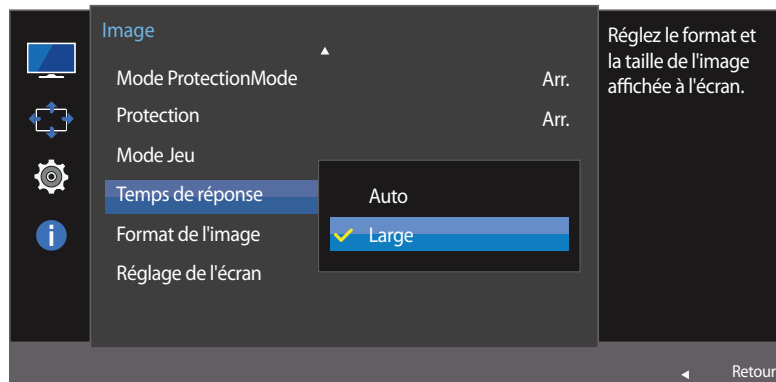 Image
Mode ProtectionMode Arr.
Protection Arr.
Mode Jeu
Temps de réponse
Format de l'image
Réglage de l'écran
Auto
Large
Réglez le format et
la taille de l'image
affichée à l'écran.
Retour